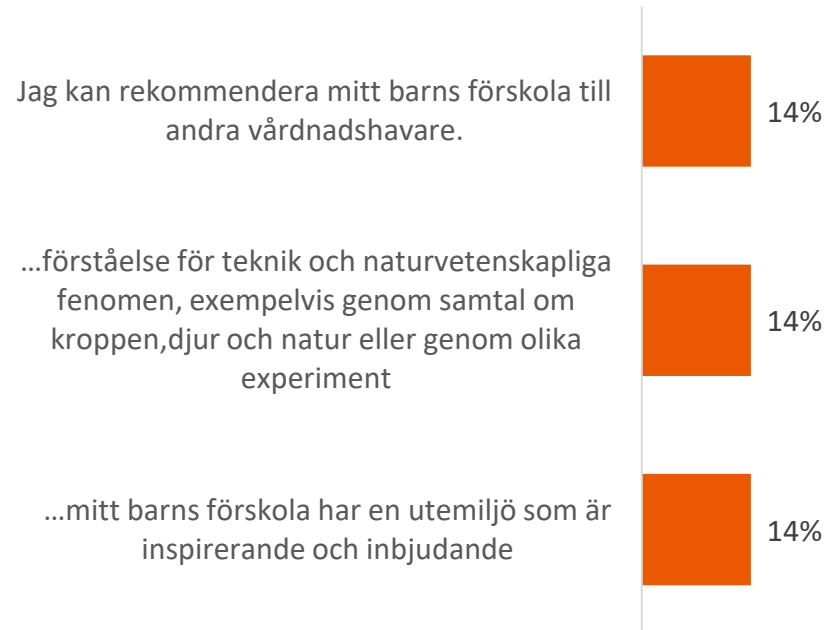 Jag kan rekommendera mitt barns förskola till
andra vårdnadshavare.
14%
…förståelse för teknik och naturvetenskapliga
fenomen, exempelvis genom samtal om
kroppen,djur och natur eller genom olika
experiment
14%
…mitt barns förskola har en utemiljö som är
inspirerande och inbjudande
14%